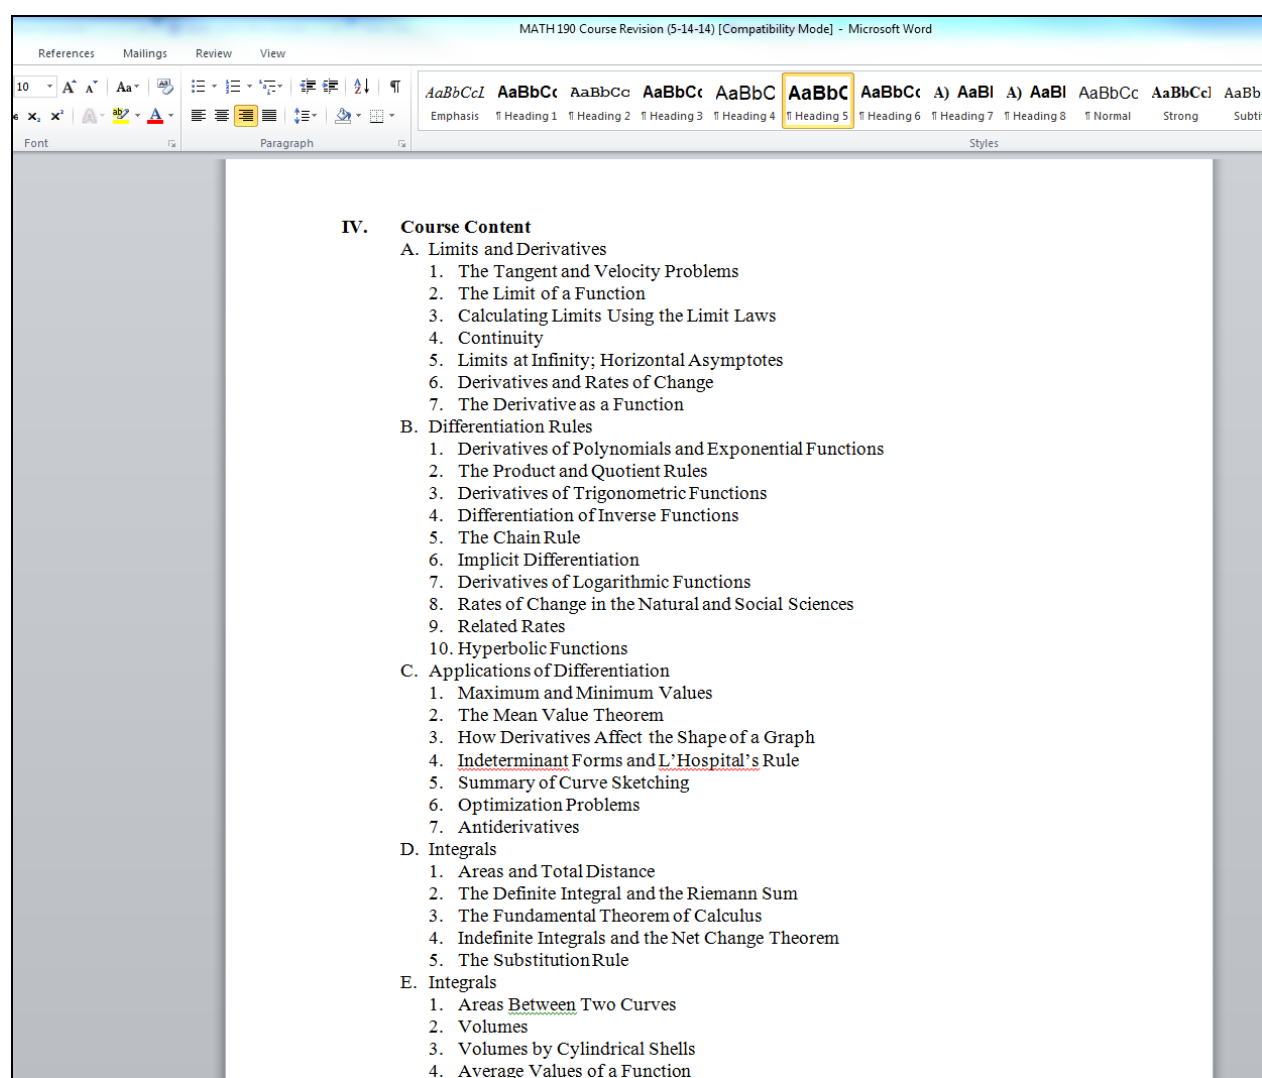 MATH 190 Course Revision (5-14-14) [Compatibility Mode] - Microsoft Word
References Mailings Review View
10 A A Aa
AaBbCcI AaBbCc AaBbCc AaBbCc AaBbC AaBbC AaBbCc A) AaBl A) AaBl AaBbCc AaBbCcl AaBb
Emphasis ¶ Heading 1 ¶ Heading 2 ¶ Heading 3 ¶ Heading 4 ¶ Heading 5 ¶ Heading 6 ¶ Heading 7 ¶ Heading 8 ¶ Normal Strong Subti
Font Paragraph Styles
IV. Course Content
A. Limits and Derivatives
1. The Tangent and Velocity Problems
2. The Limit of a Function
3. Calculating Limits Using the Limit Laws
4. Continuity
5. Limits at Infinity; Horizontal Asymptotes
6. Derivatives and Rates of Change
7. The Derivative as a Function
B. Differentiation Rules
1. Derivatives of Polynomials and Exponential Functions
2. The Product and Quotient Rules
3. Derivatives of Trigonometric Functions
4. Differentiation of Inverse Functions
5. The Chain Rule
6. Implicit Differentiation
7. Derivatives of Logarithmic Functions
8. Rates of Change in the Natural and Social Sciences
9. Related Rates
10. Hyperbolic Functions
C. Applications of Differentiation
1. Maximum and Minimum Values
2. The Mean Value Theorem
3. How Derivatives Affect the Shape of a Graph
4. Indeterminant Forms and L’Hospital’s Rule
5. Summary of Curve Sketching
6. Optimization Problems
7. Antiderivatives
D. Integrals
1. Areas and Total Distance
2. The Definite Integral and the Riemann Sum
3. The Fundamental Theorem of Calculus
4. Indefinite Integrals and the Net Change Theorem
5. The Substitution Rule
E. Integrals
1. Areas Between Two Curves
2. Volumes
3. Volumes by Cylindrical Shells
4. Average Values of a Function